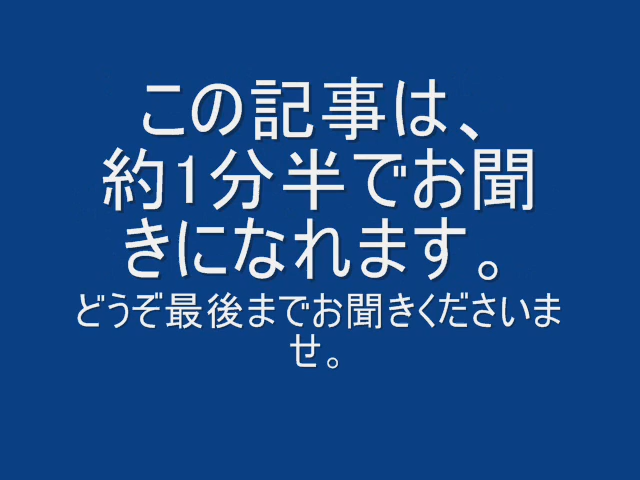 この記事は、
約1分半でお聞
きになれます。
どうぞ最後までお聞きくださいま
せ。